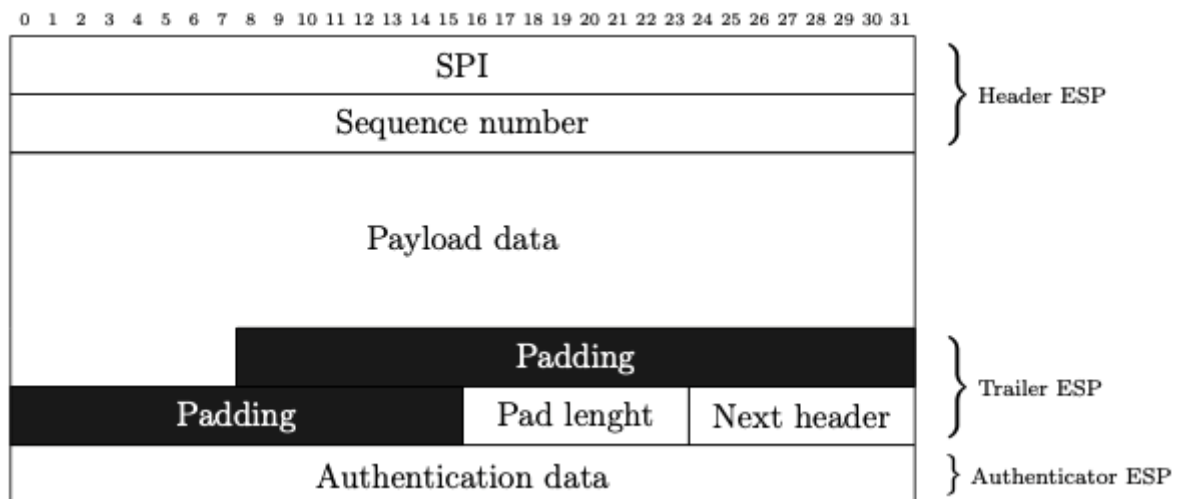 0 1 2 3 4 5 6 7 8 9 10 11 12 13 14 15 16 17 18 19 20 21 22 23 24 25 26 27 28 29 30 31
SPI
Header ESP
Sequence number
Payload data
Padding
Trailer ESP
Padding Pad lenght Next header
Authentication data
Authenticator ESP